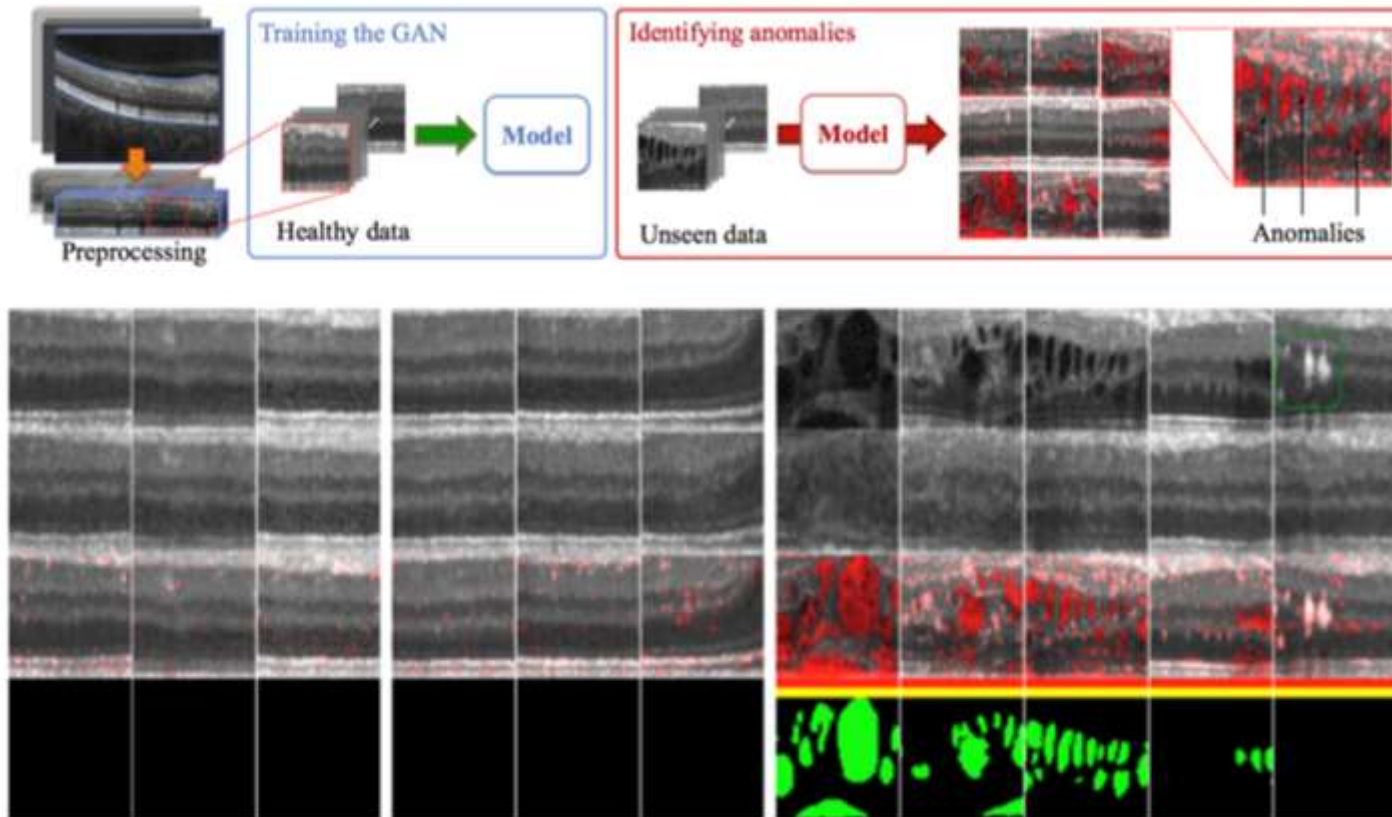 Training the GAN
Identifying anomalies
Model
Model
Preprocessing
Healthy data
Unseen data
Anomalies